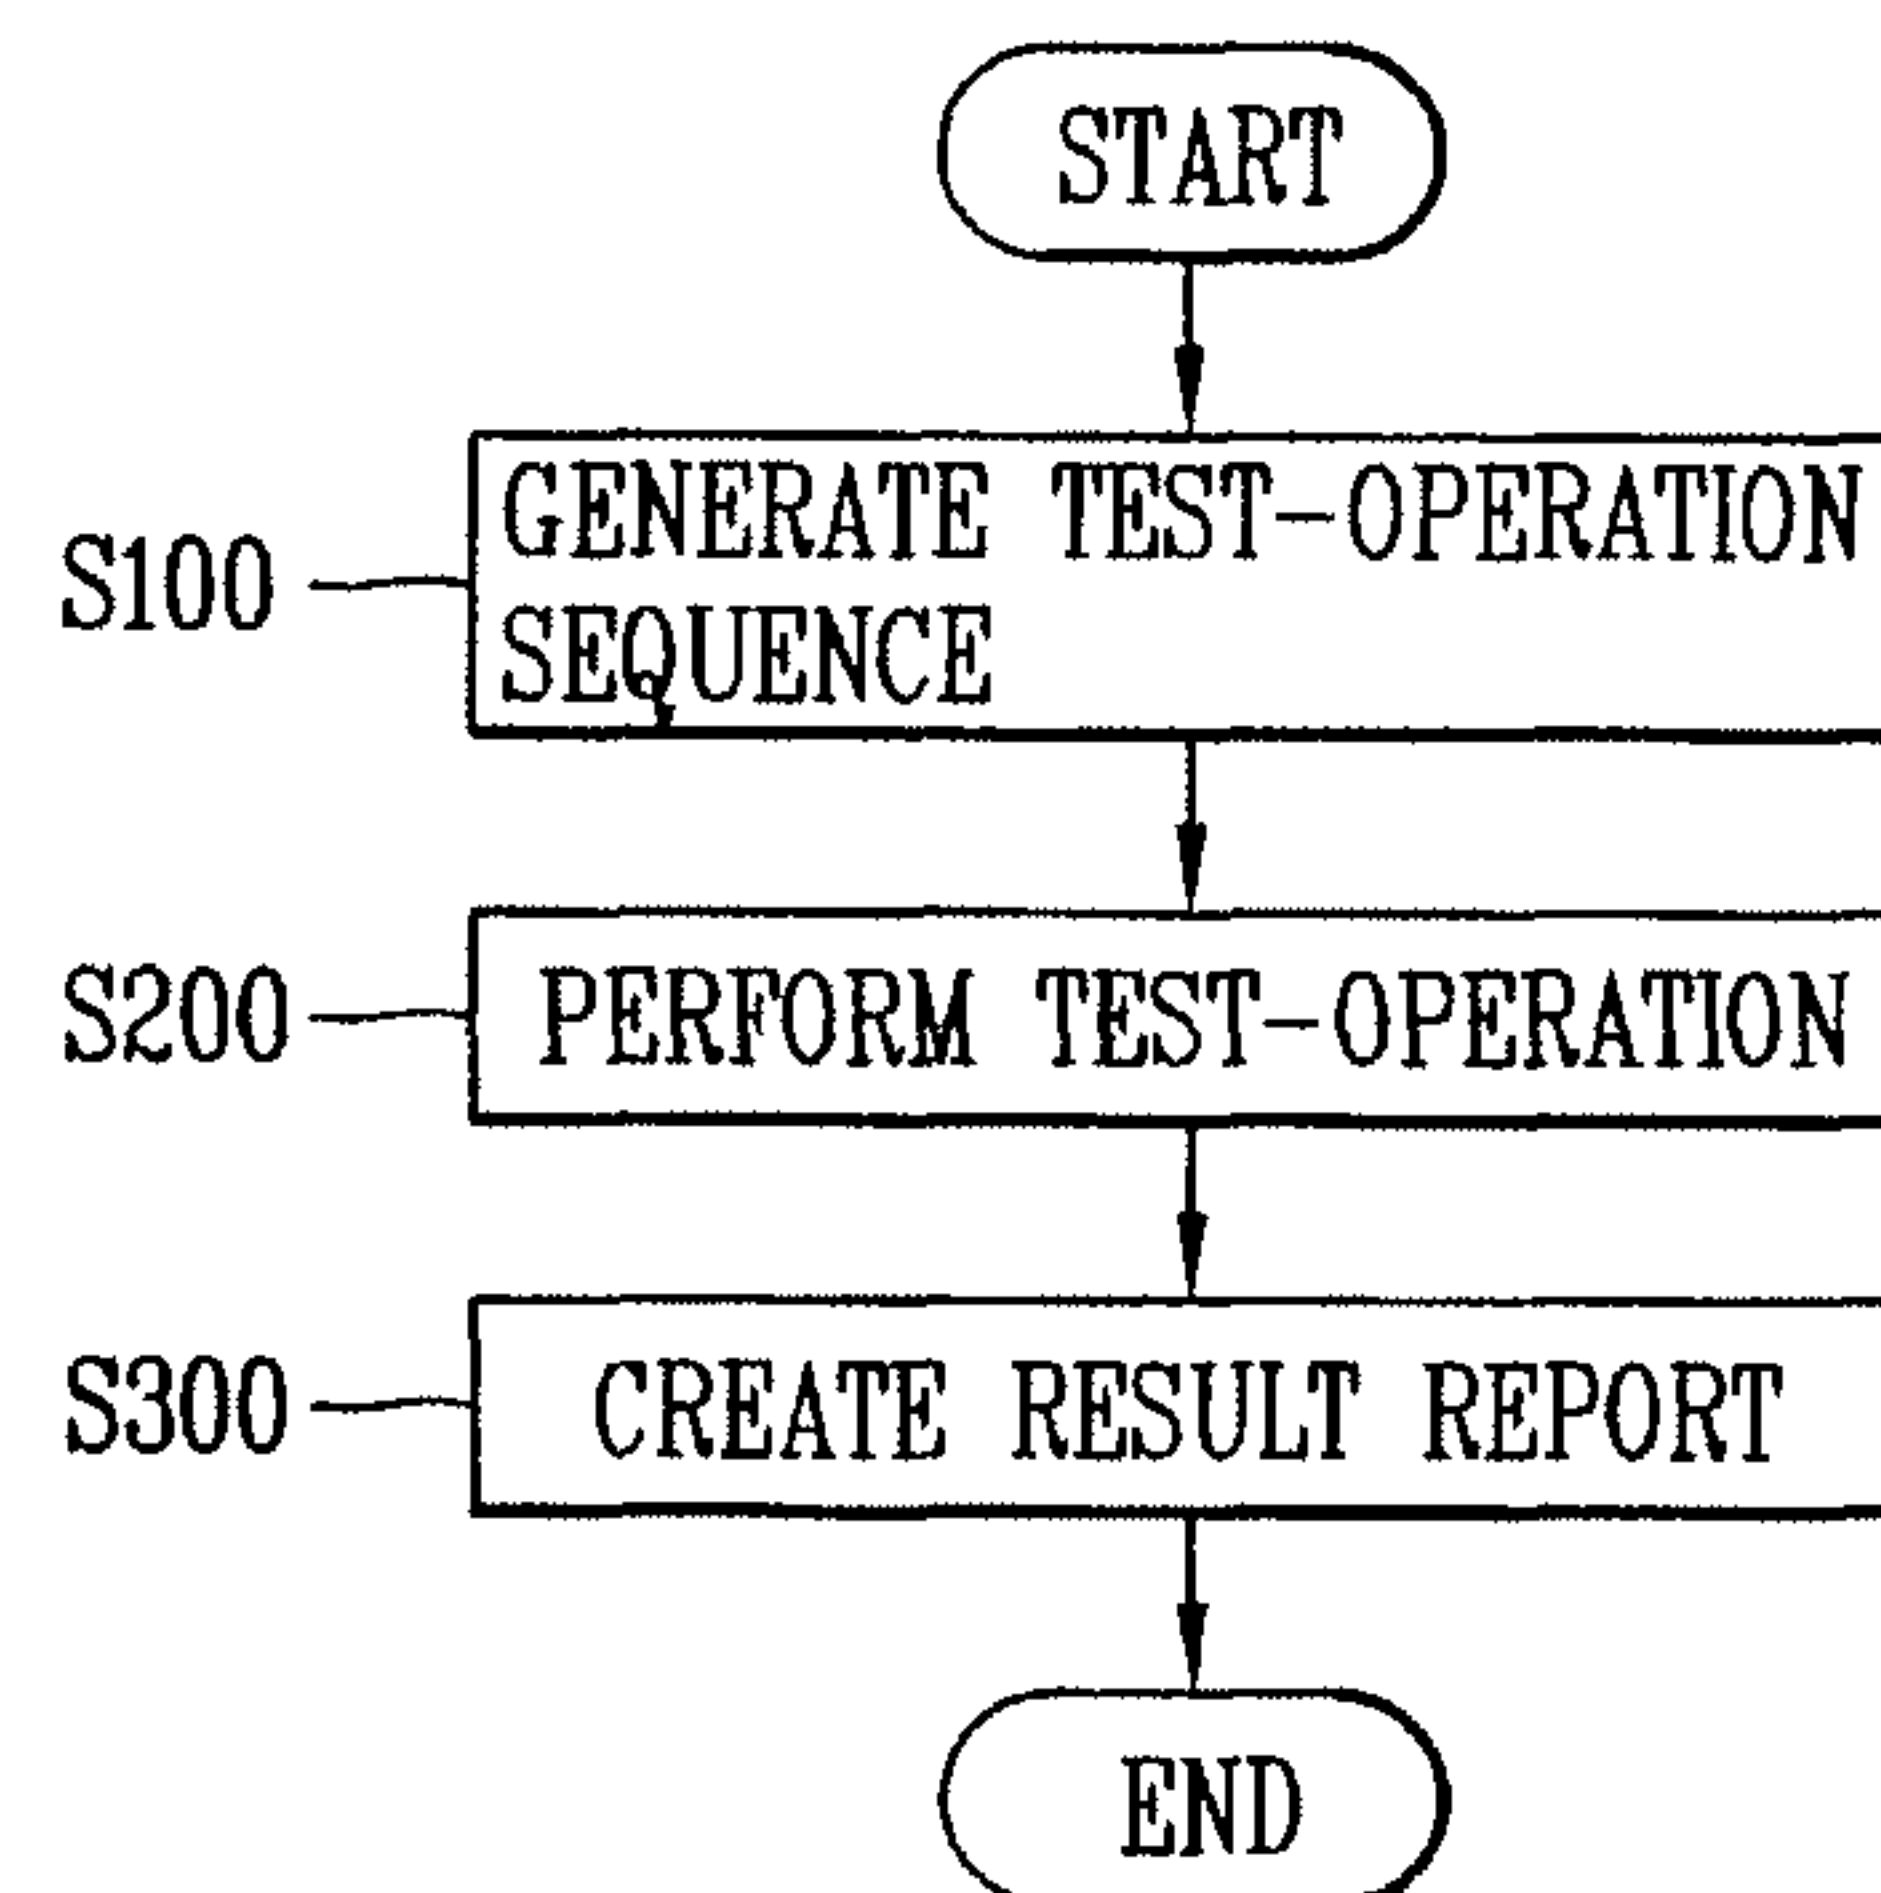 START
S100
GENERATE TEST-OPERATION
SEQUENCE
S200
PERFORM TEST-OPERATION
S300
CREATE RESULT REPORT
END